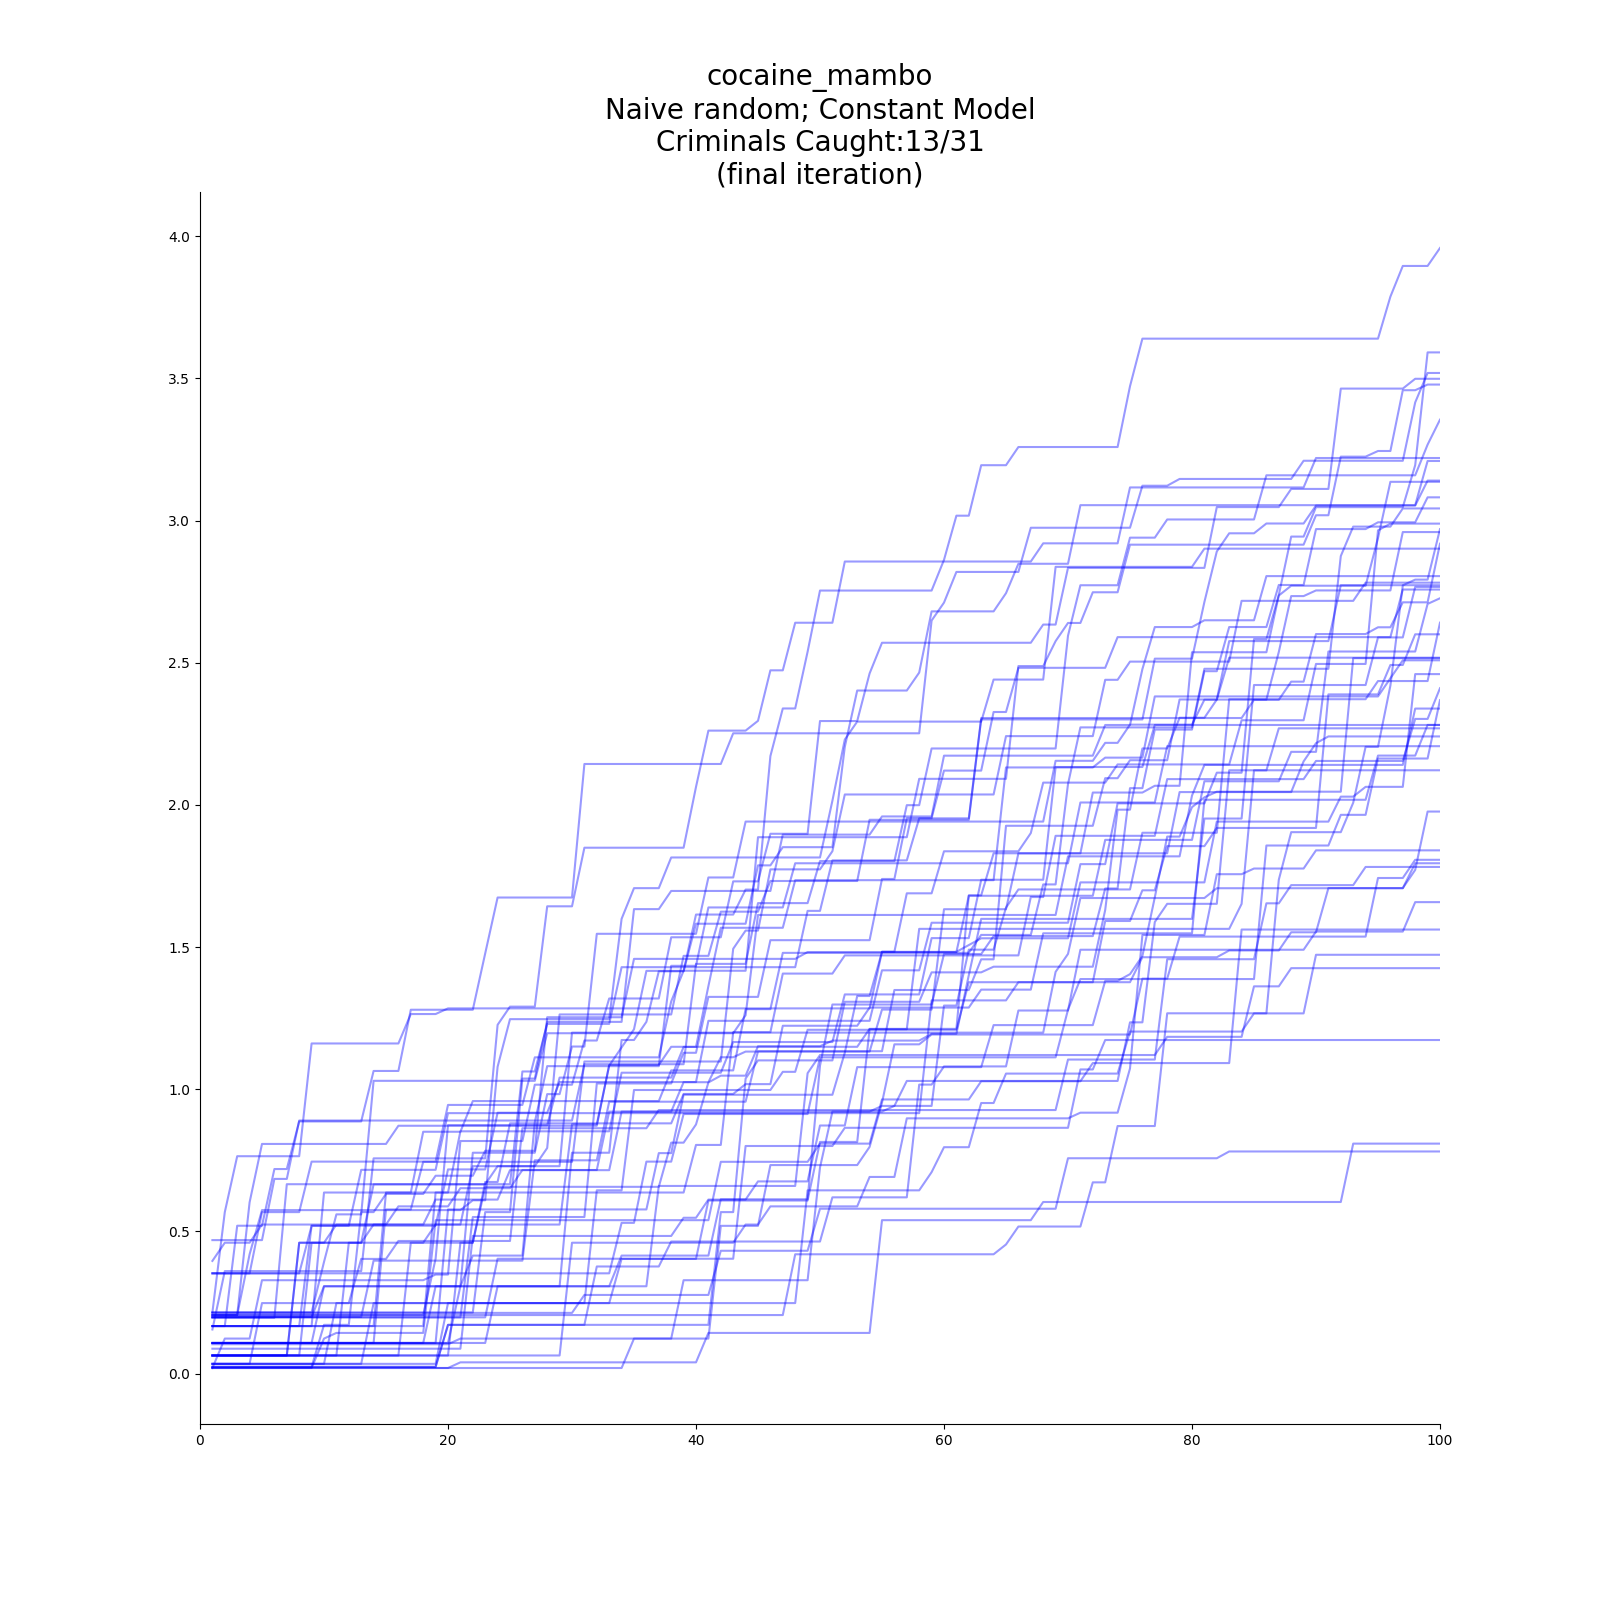 cocaine_mambo
Naive random; Constant Model
Criminals Caught:13/31
(final iteration)
4.0
3.5
3.0
2.5
2.0
1.5
1.0
0.5
0.0
0 20 40 60 80 100